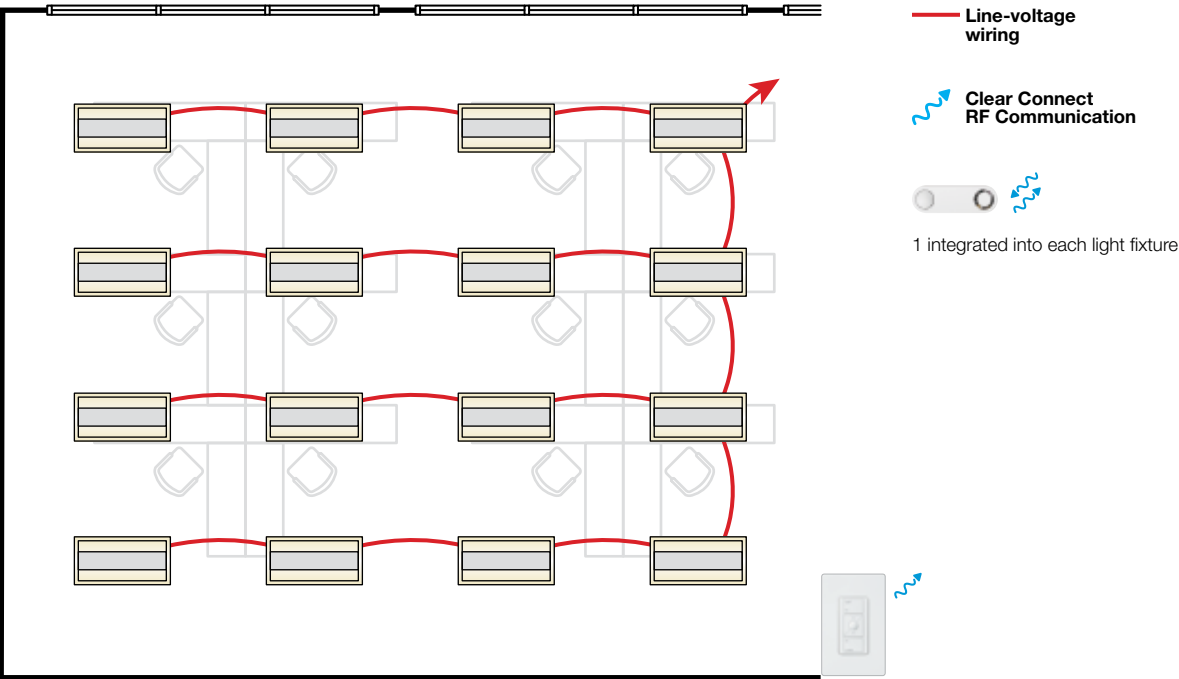 Line-voltage
wiring
Clear Connect
RF Communication
1 integrated into each light fixture